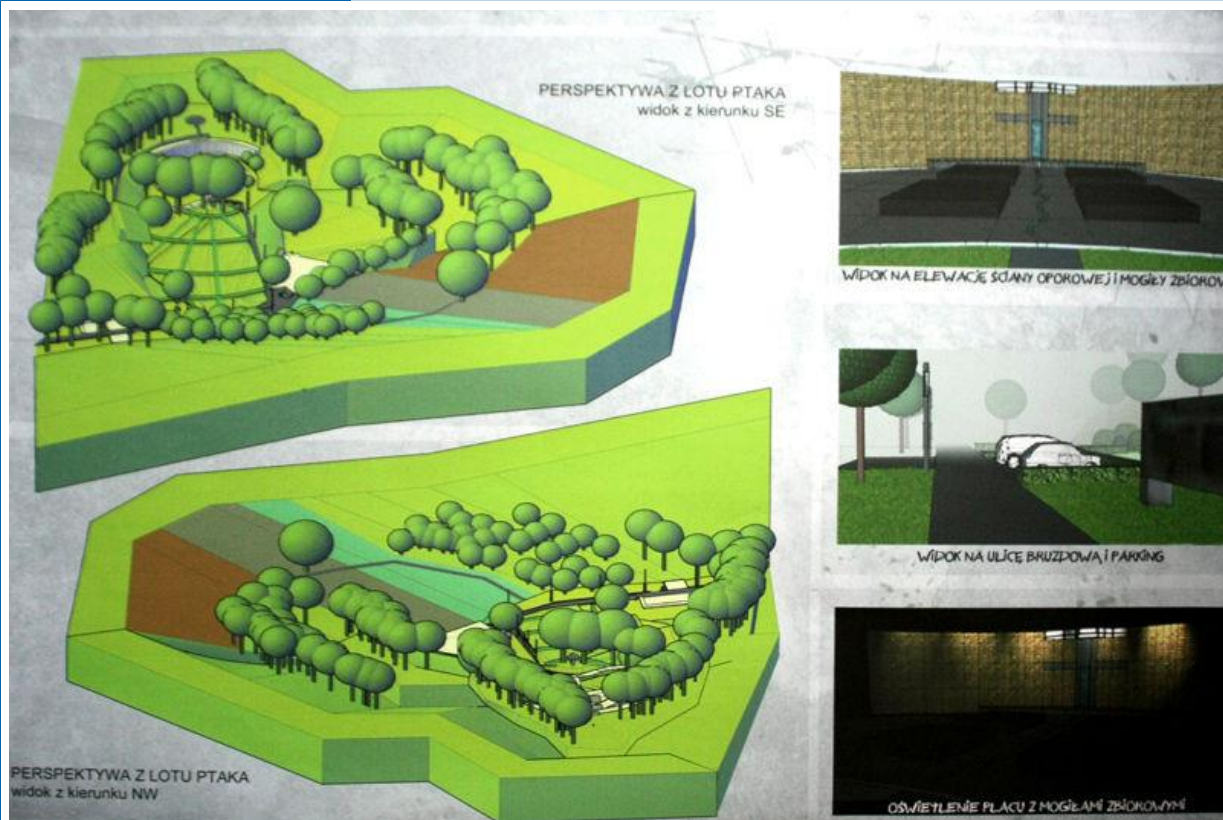 PERSPEKTYWA Z LOTU PTAKA
widok z kierunku SE
WIDOK NA ELEWACJĘ ŚCIANY OPOROWEJ I MOGIŁY ZBIOROW
WIDOK NA ULICĘ BRUZDOWĄ I PARKING
PERSPEKTYWA Z LOTU PTAKA
widok z kierunku NW
OŚWIETLENIE PLACU Z MOGIŁAMI ZBIOROWYMI